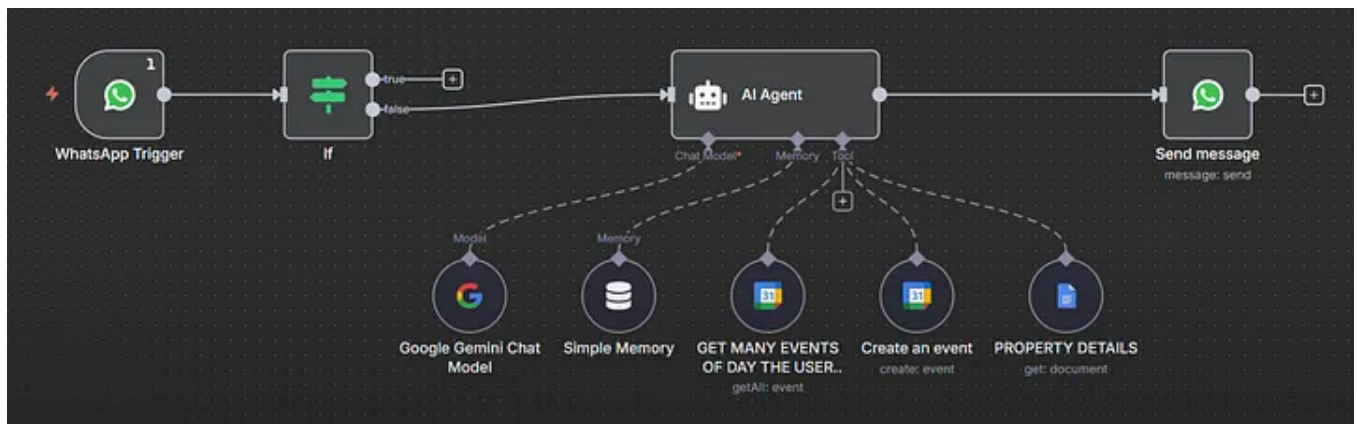 1
WhatsApp Trigger
If
true
false
AI Agent
Chat Model*
Memory
Tool
Send message
message: send
Model
Memory
31
31
Google Gemini Chat
Model
Simple Memory
GET MANY EVENTS
OF DAY THE USER..
getAll: event
Create an event
create: event
PROPERTY DETAILS
get: document